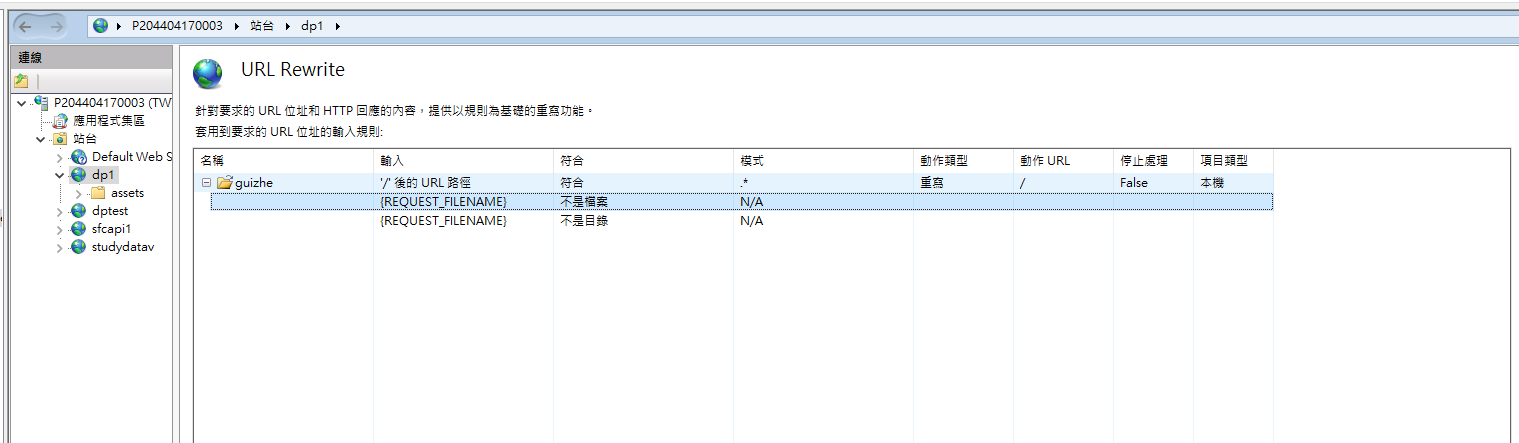 P204404170003 站台 dp1
連線
URL Rewrite
P204404170003 (TW
針對要求的 URL 位址和 HTTP 回應的內容，提供以規則為基礎的重寫功能。
應用程式集區
套用到要求的 URL 位址的輸入規則:
站台
Default Web S
dp1
assets
dptest
sfcapi1
studydatav
名稱 輸入 符合 模式 動作類型 動作 URL 停止處理 項目類型
guizhe '/' 後的 URL 路徑 符合 .* 重寫 / False 本機
{REQUEST_FILENAME} 不是檔案 N/A
{REQUEST_FILENAME} 不是目錄 N/A